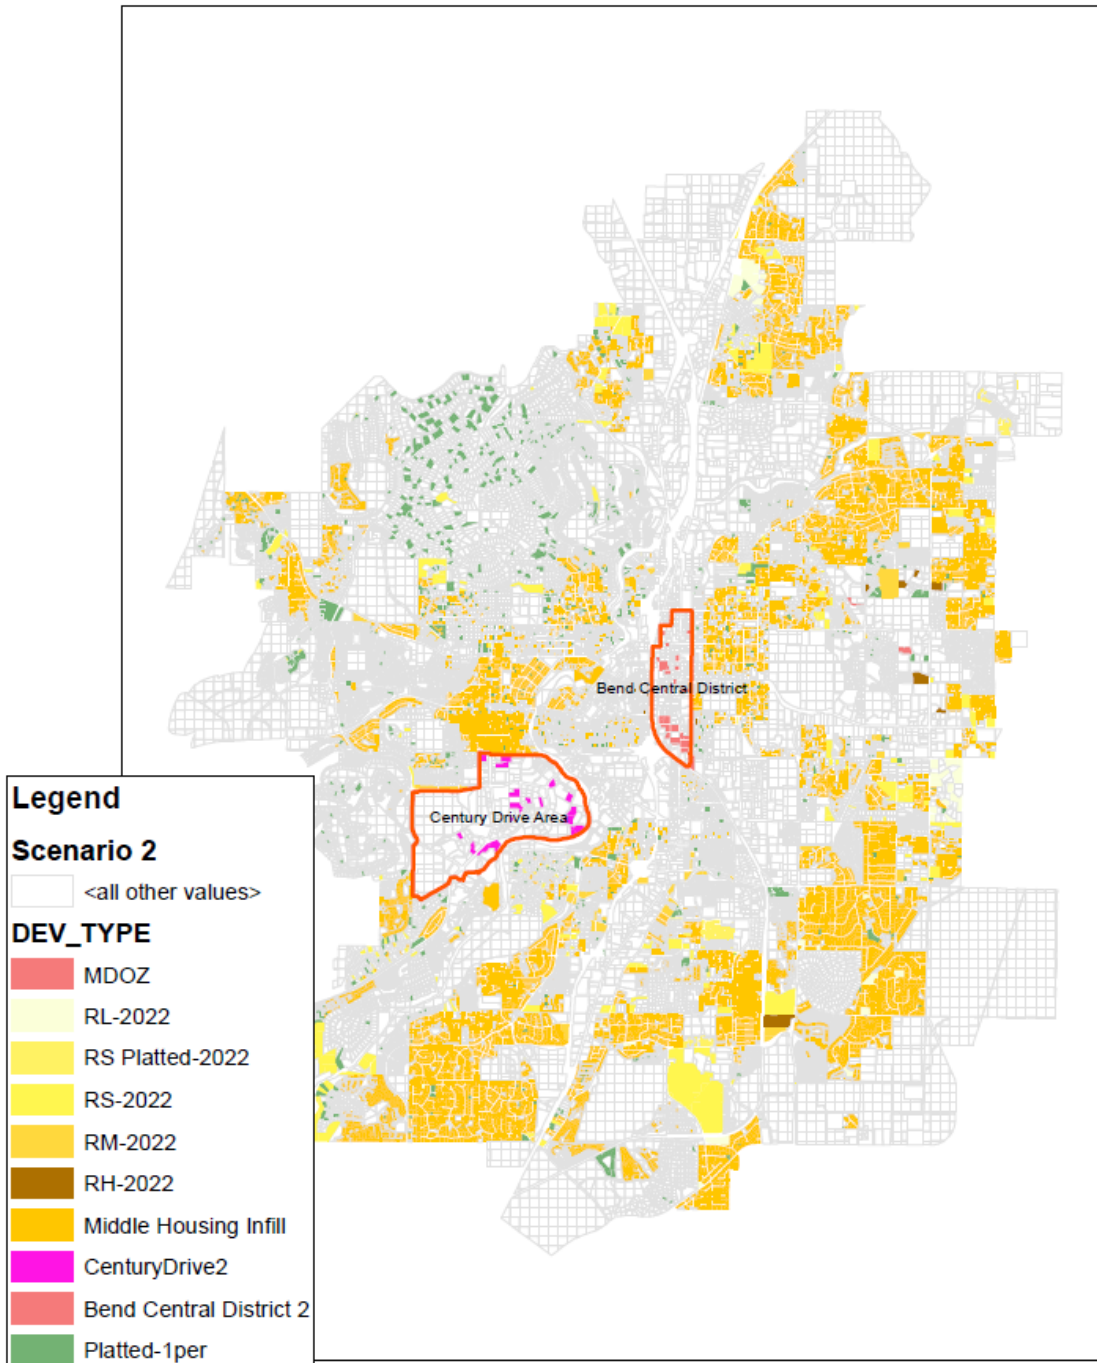 Bend Central District
Century Drive Area
Legend
Scenario 2
<all other values>
DEV_TYPE
MDOZ
RL-2022
RS Platted-2022
RS-2022
RM-2022
RH-2022
Middle Housing Infill
CenturyDrive2
Bend Central District 2
Platted-1per